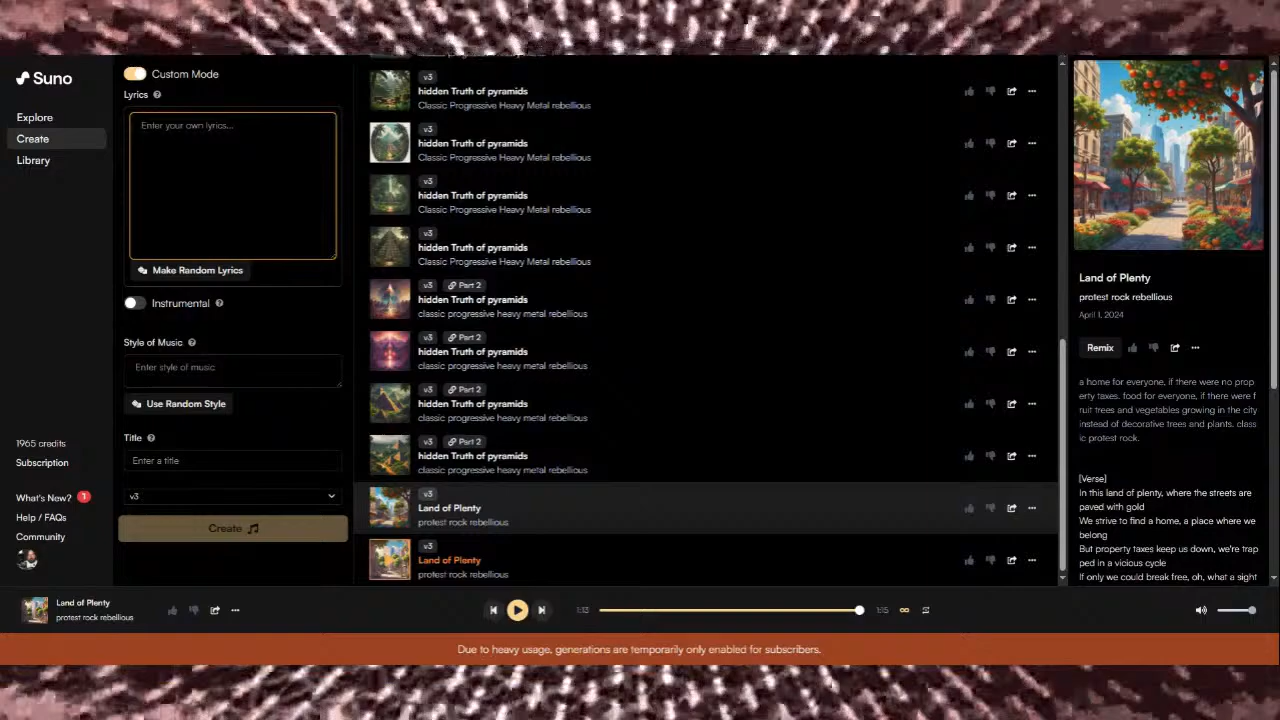 Suno
Explore
Create
Library
1965 credits
Subscription
What's New? 1
Help / FAQs
Community
Custom Mode
Lyrics
Enter your own lyrics...
Make Random Lyrics
Instrumental
Style of Music
Enter style of music
Use Random Style
Title
Enter a title
v3
Create
v3
hidden Truth of pyramids
Classic Progressive Heavy Metal rebellious
v3
hidden Truth of pyramids
Classic Progressive Heavy Metal rebellious
v3
hidden Truth of pyramids
Classic Progressive Heavy Metal rebellious
v3
hidden Truth of pyramids
Classic Progressive Heavy Metal rebellious
v3 Part 2
hidden Truth of pyramids
classic progressive heavy metal rebellious
v3 Part 2
hidden Truth of pyramids
classic progressive heavy metal rebellious
v3 Part 2
hidden Truth of pyramids
classic progressive heavy metal rebellious
v3 Part 2
hidden Truth of pyramids
classic progressive heavy metal rebellious
v3
Land of Plenty
protest rock rebellious
v3
Land of Plenty
protest rock rebellious
Land of Plenty
protest rock rebellious
April 1, 2024
Remix
a home for everyone, if there were no prop
erty taxes. food for everyone, if there were f
ruit trees and vegetables growing in the city
instead of decorative trees and plants. class
ic protest rock.
[Verse]
In this land of plenty, where the streets are
paved with gold
We strive to find a home, a place where we
belong
But property taxes keep us down, we're trap
ped in a vicious cycle
If only we could break free, oh, what a sight
Land of Plenty
protest rock rebellious
1:13
1:15
Due to heavy usage, generations are temporarily only enabled for subscribers.